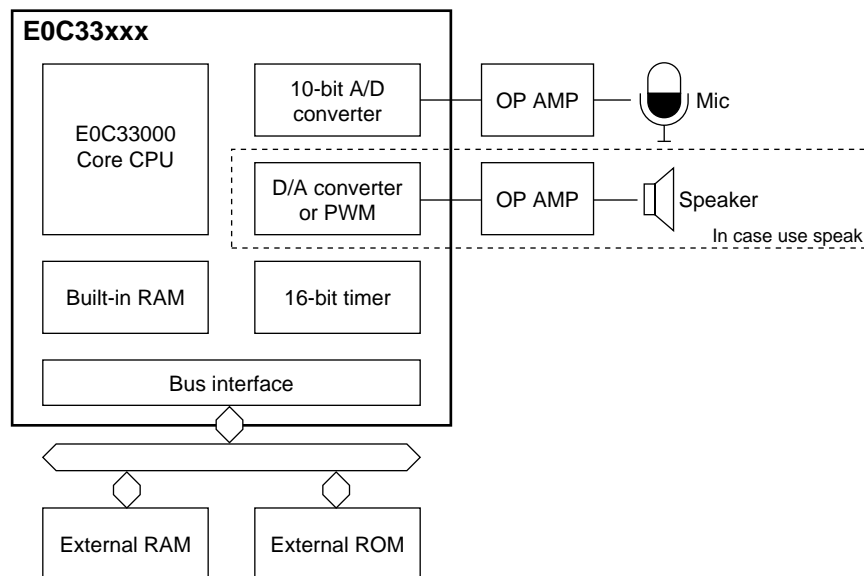 E0C33xxx
E0C33000
Core CPU
10-bit A/D
converter
OP AMP
Mic
D/A converter
or PWM
OP AMP
Speaker
In case use speak
Built-in RAM
16-bit timer
Bus interface
External RAM
External ROM